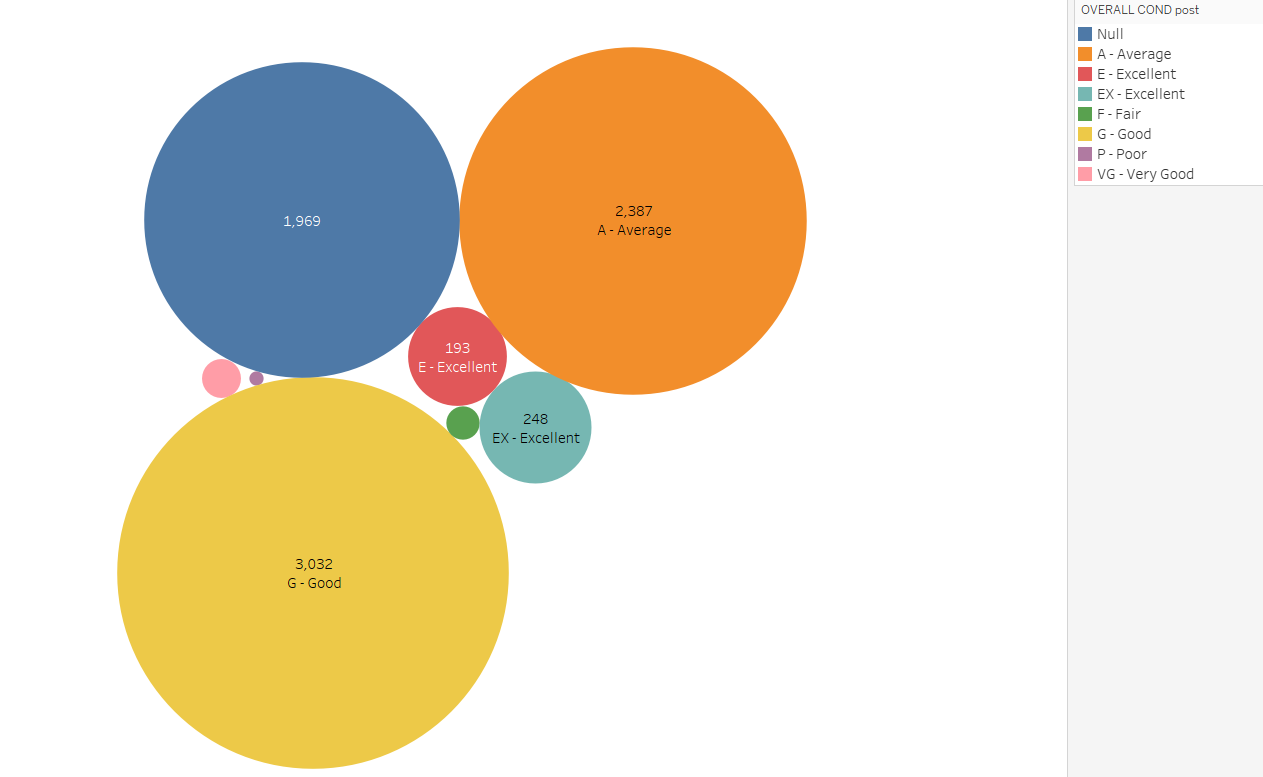 OVERALL COND post
Null
A - Average
E - Excellent
EX - Excellent
F - Fair
G - Good
P - Poor
VG - Very Good
1,969
2,387
A - Average
193
E - Excellent
248
EX - Excellent
3,032
G - Good